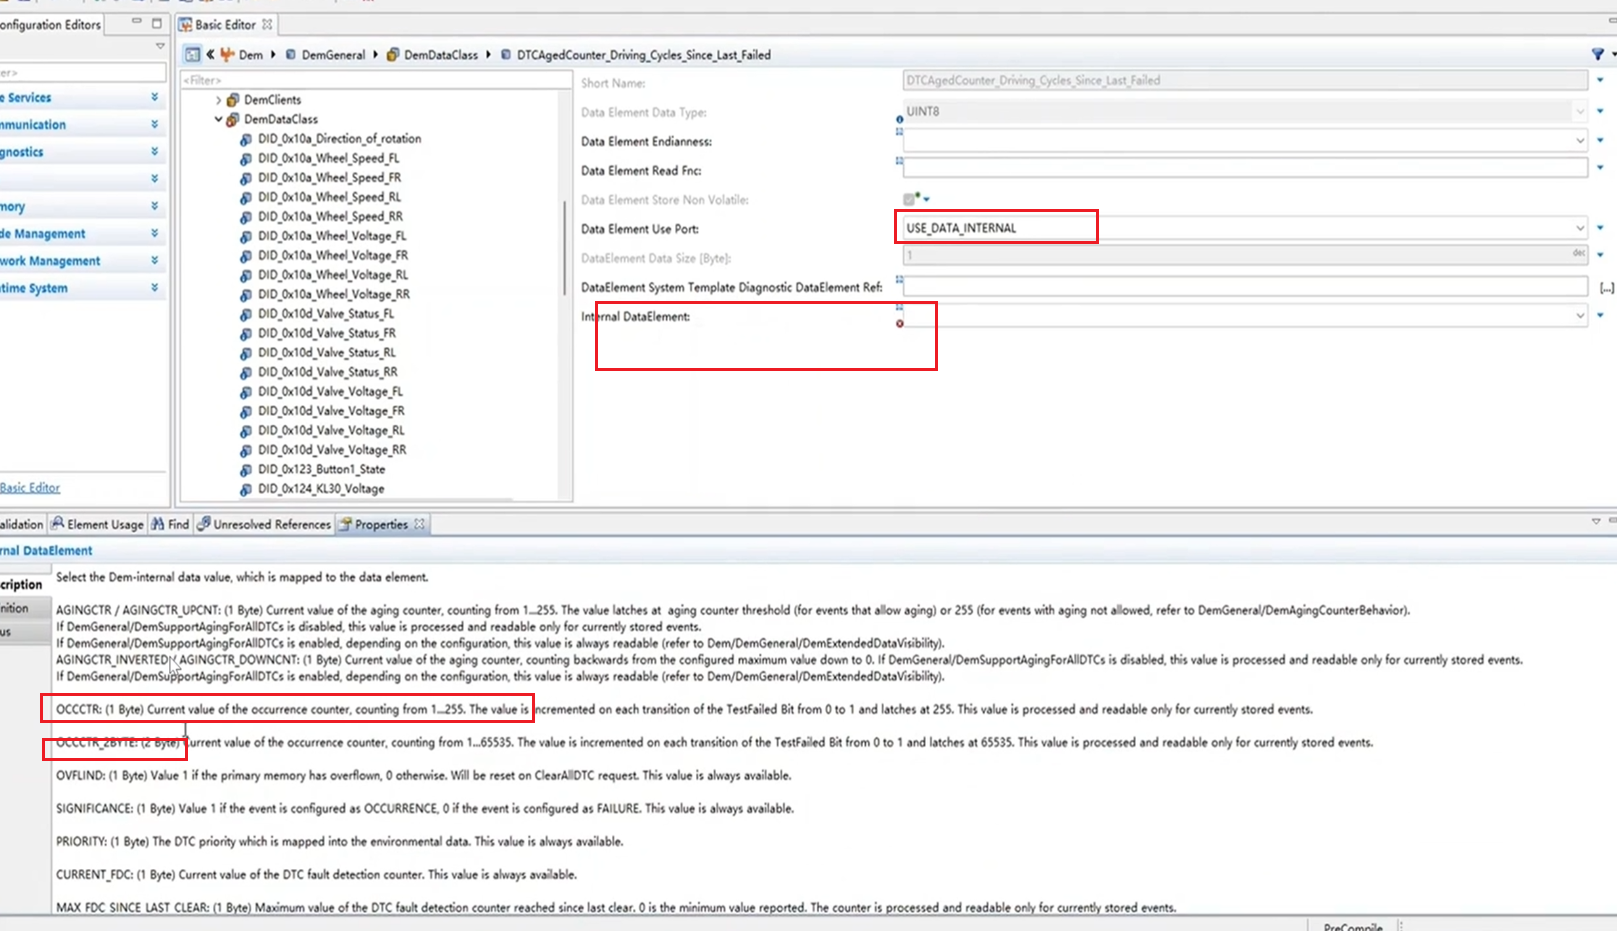 onfiguration Editors
Basic Editor
Dem
DemGeneral
DemDataClass
DTCAgedCounter_Driving_Cycles_Since_Last_Failed
er>
e Services
mmunication
gnostics
mory
de Management
work Management
time System
Basic Editor
<Filter>
DemClients
DemDataClass
DID_0x10a_Direction_of_rotation
DID_0x10a_Wheel_Speed_FL
DID_0x10a_Wheel_Speed_FR
DID_0x10a_Wheel_Speed_RL
DID_0x10a_Wheel_Speed_RR
DID_0x10a_Wheel_Voltage_FL
DID_0x10a_Wheel_Voltage_FR
DID_0x10a_Wheel_Voltage_RL
DID_0x10a_Wheel_Voltage_RR
DID_0x10d_Valve_Status_FL
DID_0x10d_Valve_Status_FR
DID_0x10d_Valve_Status_RL
DID_0x10d_Valve_Status_RR
DID_0x10d_Valve_Voltage_FL
DID_0x10d_Valve_Voltage_FR
DID_0x10d_Valve_Voltage_RL
DID_0x10d_Valve_Voltage_RR
DID_0x123_Button1_State
DID_0x124_KL30_Voltage
Short Name: DTCAgedCounter_Driving_Cycles_Since_Last_Failed
Data Element Data Type: UINT8
Data Element Endianness:
Data Element Read Fnc:
Data Element Store Non Volatile:
Data Element Use Port: USE_DATA_INTERNAL
DataElement Data Size [Byte]: 1 dec
DataElement System Template Diagnostic DataElement Ref: [...]
Internal DataElement:
alidation Element Usage Find Unresolved References Properties
rnal DataElement
cription
nition
us
Select the Dem-internal data value, which is mapped to the data element.
AGINGCTR / AGINGCTR_UPCNT: (1 Byte) Current value of the aging counter, counting from 1...255. The value latches at aging counter threshold (for events that allow aging) or 255 (for events with aging not allowed, refer to DemGeneral/DemAgingCounterBehavior).
If DemGeneral/DemSupportAgingForAllDTCs is disabled, this value is processed and readable only for currently stored events.
If DemGeneral/DemSupportAgingForAllDTCs is enabled, depending on the configuration, this value is always readable (refer to Dem/DemGeneral/DemExtendedDataVisibility).
AGINGCTR_INVERTED / AGINGCTR_DOWNCNT: (1 Byte) Current value of the aging counter, counting backwards from the configured maximum value down to 0. If DemGeneral/DemSupportAgingForAllDTCs is disabled, this value is processed and readable only for currently stored events.
If DemGeneral/DemSupportAgingForAllDTCs is enabled, depending on the configuration, this value is always readable (refer to Dem/DemGeneral/DemExtendedDataVisibility).
OCCCTR: (1 Byte) Current value of the occurrence counter, counting from 1...255. The value is incremented on each transition of the TestFailed Bit from 0 to 1 and latches at 255. This value is processed and readable only for currently stored events.
OCCCTR_2BYTE: (2 Byte) Current value of the occurrence counter, counting from 1...65535. The value is incremented on each transition of the TestFailed Bit from 0 to 1 and latches at 65535. This value is processed and readable only for currently stored events.
OVFLIND: (1 Byte) Value 1 if the primary memory has overflown, 0 otherwise. Will be reset on ClearAllDTC request. This value is always available.
SIGNIFICANCE: (1 Byte) Value 1 if the event is configured as OCCURRENCE, 0 if the event is configured as FAILURE. This value is always available.
PRIORITY: (1 Byte) The DTC priority which is mapped into the environmental data. This value is always available.
CURRENT_FDC: (1 Byte) Current value of the DTC fault detection counter. This value is always available.
MAX_FDC_SINCE_LAST_CLEAR: (1 Byte) Maximum value of the DTC fault detection counter reached since last clear. 0 is the minimum value reported. The counter is processed and readable only for currently stored events.
PreCompile